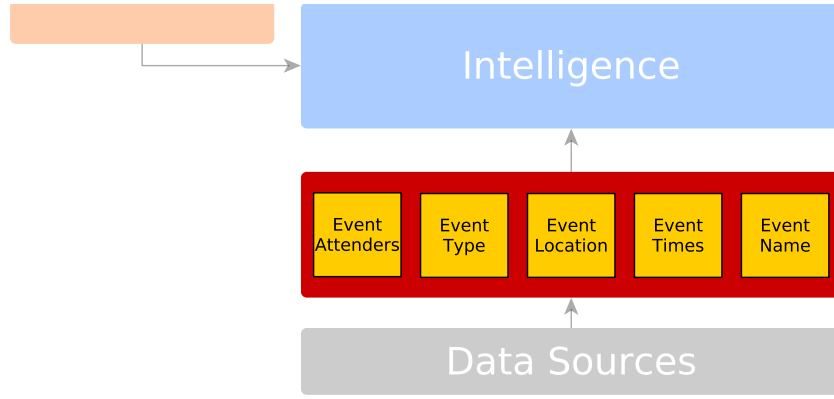 Intelligence
Event
Attenders
Event
Type
Event
Location
Event
Times
Event
Name
Data Sources